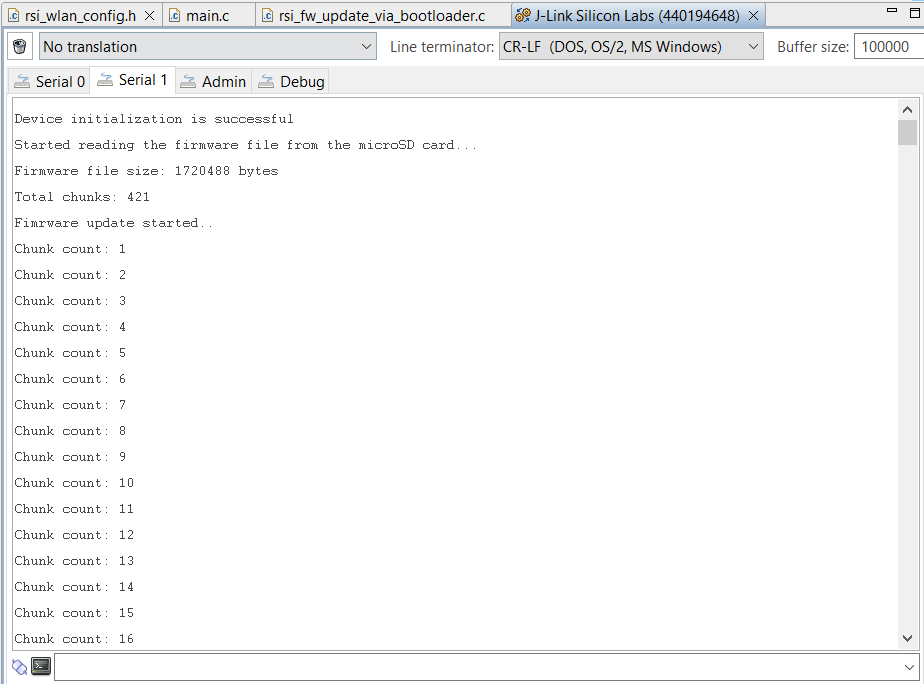 rsi_wlan_config.h main.c rsi_fw_update_via_bootloader.c J-Link Silicon Labs (440194648)
No translation Line terminator: CR-LF (DOS, OS/2, MS Windows) Buffer size: 100000
Serial 0 Serial 1 Admin Debug
Device initialization is successful
Started reading the firmware file from the microSD card...
Firmware file size: 1720488 bytes
Total chunks: 421
Fimrware update started..
Chunk count: 1
Chunk count: 2
Chunk count: 3
Chunk count: 4
Chunk count: 5
Chunk count: 6
Chunk count: 7
Chunk count: 8
Chunk count: 9
Chunk count: 10
Chunk count: 11
Chunk count: 12
Chunk count: 13
Chunk count: 14
Chunk count: 15
Chunk count: 16